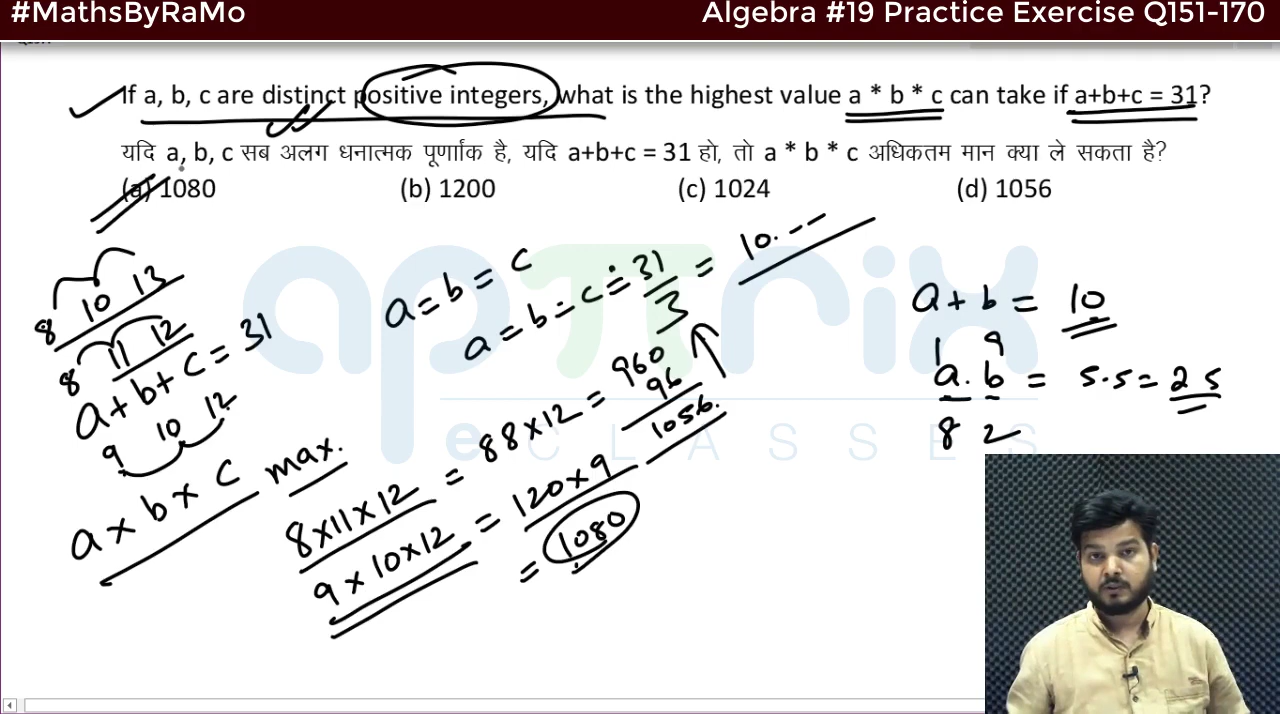 #MathsByRaMo
Algebra #19 Practice Exercise Q151-170
If a, b, c are distinct positive integers, what is the highest value a * b * c can take if a+b+c = 31?
यदि a, b, c सब अलग धनात्मक पूर्णांक है, यदि a+b+c = 31 हो, तो a * b * c अधिकतम मान क्या ले सकता है?
(a) 1080 (b) 1200 (c) 1024 (d) 1056
8 10 13
8 11 12
a + b + c = 31
9 10 12
a × b × c max.
a = b = c
a = b = c = 31/3 = 10.---
8×11×12 = 88×12 = 960
96
1056.
9×10×12 = 120×9
= 1080
a + b = 10
1 9
a . b = 5.5 = 25
8 2
aptrix
eCLASSES